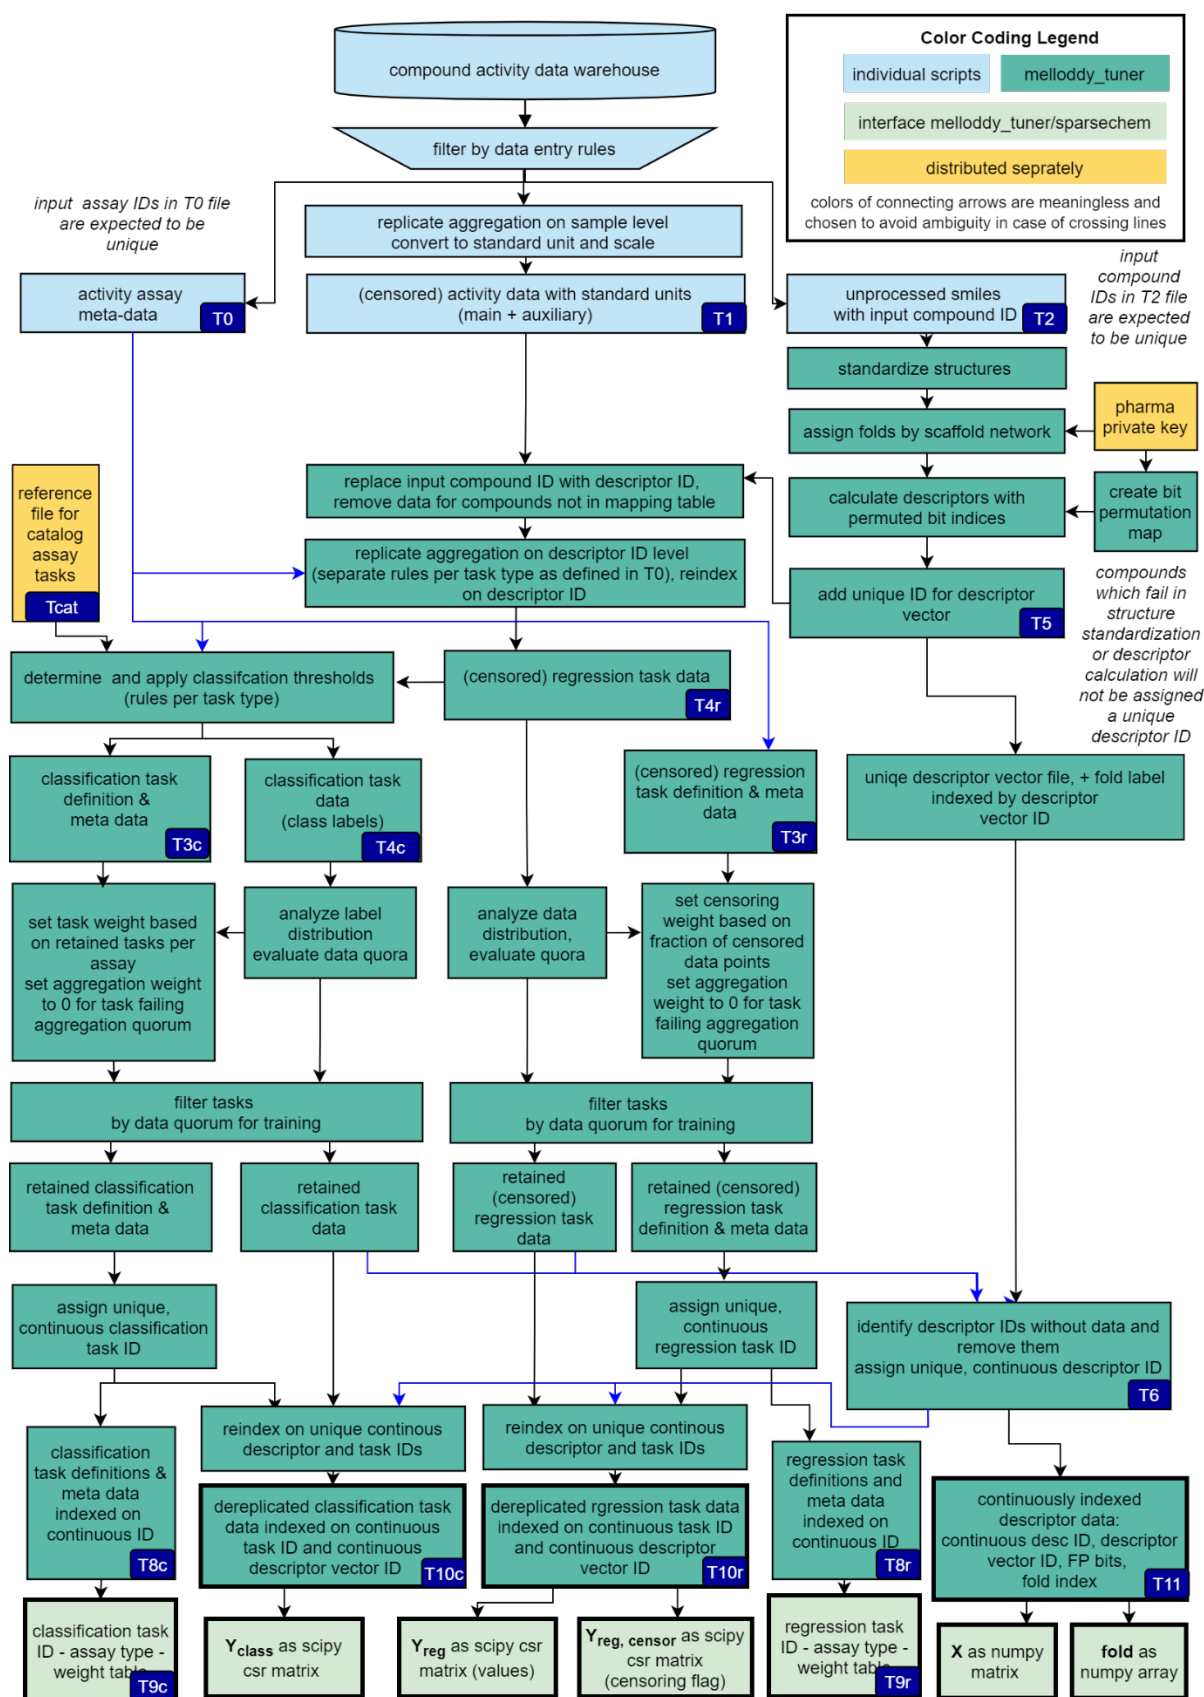 compound activity data warehouse
filter by data entry rules
Color Coding Legend
individual scripts
melloddy_tuner
interface melloddy_tuner/sparsechem
distributed seprately
colors of connecting arrows are meaningless and
chosen to avoid ambiguity in case of crossing lines
input assay IDs in T0 file
are expected to be
unique
replicate aggregation on sample level
convert to standard unit and scale
input
compound
IDs in T2 file
are expected
to be unique
activity assay
meta-data
T0
(censored) activity data with standard units
(main + auxiliary)
T1
unprocessed smiles
with input compound ID
T2
standardize structures
assign folds by scaffold network
pharma
private key
reference
file for
catalog
assay
tasks
Tcat
replace input compound ID with descriptor ID,
remove data for compounds not in mapping table
calculate descriptors with
permuted bit indices
create bit
permutation
map
replicate aggregation on descriptor ID level
(separate rules per task type as defined in T0), reindex
on descriptor ID
add unique ID for descriptor
vector
T5
compounds
which fail in
structure
standardization
or descriptor
calculation will
not be assigned
a unique
descriptor ID
determine and apply classifcation thresholds
(rules per task type)
(censored) regression task data
T4r
classification task
definition &
meta data
T3c
classification task
data
(class labels)
T4c
(censored) regression
task definition & meta
data
T3r
uniqe descriptor vector file, + fold label
indexed by descriptor
vector ID
set task weight based
on retained tasks per
assay
set aggregation weight
to 0 for task failing
aggregation quorum
analyze label
distribution
evaluate data quora
analyze data
distribution,
evaluate quora
set censoring
weight based on
fraction of censored
data points
set aggregation
weight to 0 for task
failing aggregation
quorum
filter tasks
by data quorum for training
filter tasks
by data quorum for training
retained classification
task definition &
meta data
retained
classification task
data
retained
(censored)
regression task
data
retained (censored)
regression task
definition & meta data
assign unique,
continuous classification
task ID
assign unique,
continuous
regression task ID
identify descriptor IDs without data and
remove them
assign unique, continuous descriptor ID
T6
classification
task definitions &
meta data
indexed on
continuous ID
T8c
reindex on unique continous
descriptor and task IDs
reindex on unique continous
descriptor and task IDs
regression task
definitions and
meta data
indexed on
continuous ID
T8r
dereplicated classification task
data indexed on continuous
task ID and continuous
descriptor vector ID
T10c
dereplicated rgression task data
indexed on continuous task ID
and continuous descriptor
vector ID
T10r
continuously indexed
descriptor data:
continuous desc ID, descriptor
vector ID, FP bits,
fold index
T11
classification task
ID - assay type -
weight table
T9c
Yclass as scipy
csr matrix
Yreg as scipy csr
matrix (values)
Yreg, censor as scipy
csr matrix
(censoring flag)
regression task
ID - assay type -
weight table
T9r
X as numpy
matrix
fold as
numpy array